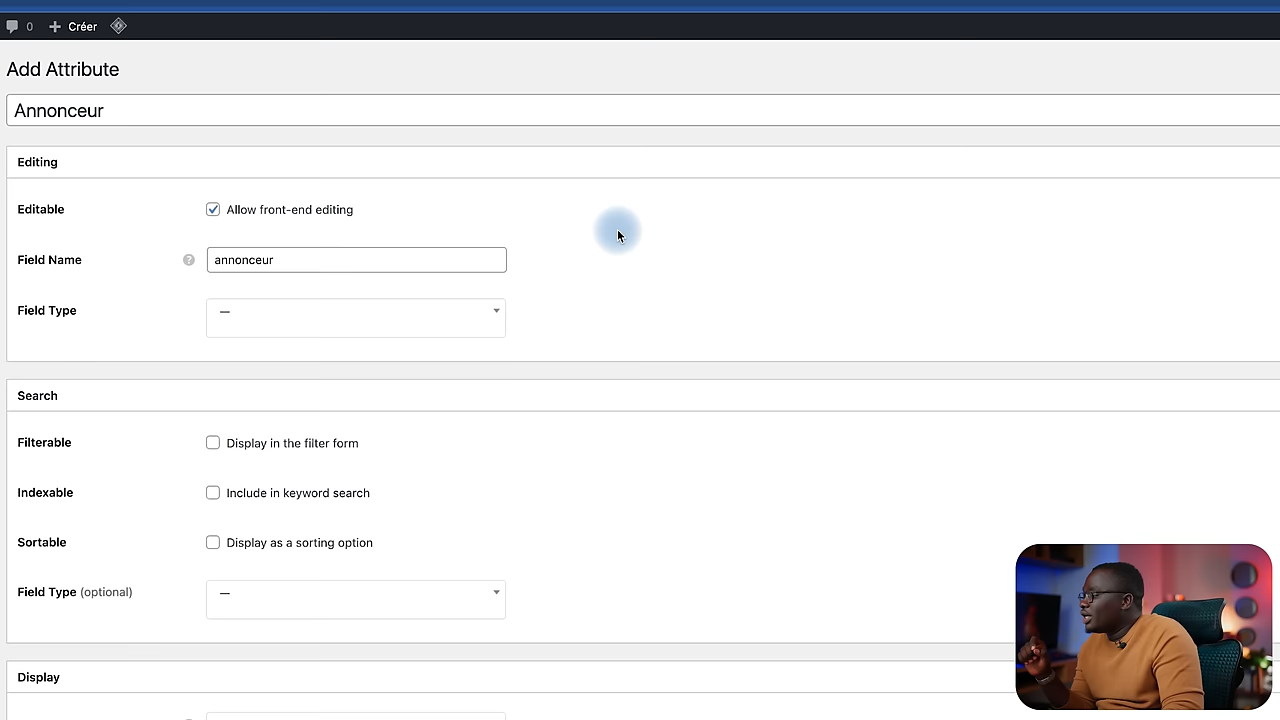 0 Créer
Add Attribute
Annonceur
Editing
Editable Allow front-end editing
Field Name ? annonceur
Field Type —
Search
Filterable Display in the filter form
Indexable Include in keyword search
Sortable Display as a sorting option
Field Type (optional) —
Display